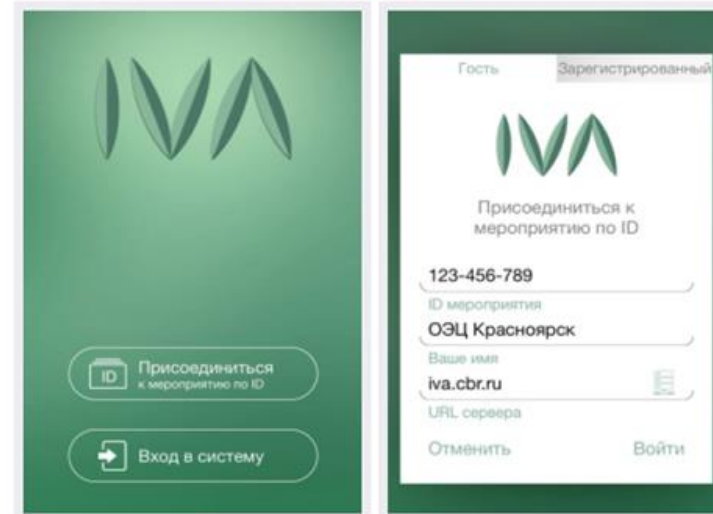 IVA
ID
Присоединиться
к мероприятию по ID
Вход в систему
Гость
Зарегистрированный
IVA
Присоединиться к
мероприятию по ID
123-456-789
ID мероприятия
ОЭЦ Красноярск
Ваше имя
iva.cbr.ru
URL сервера
Отменить
Войти